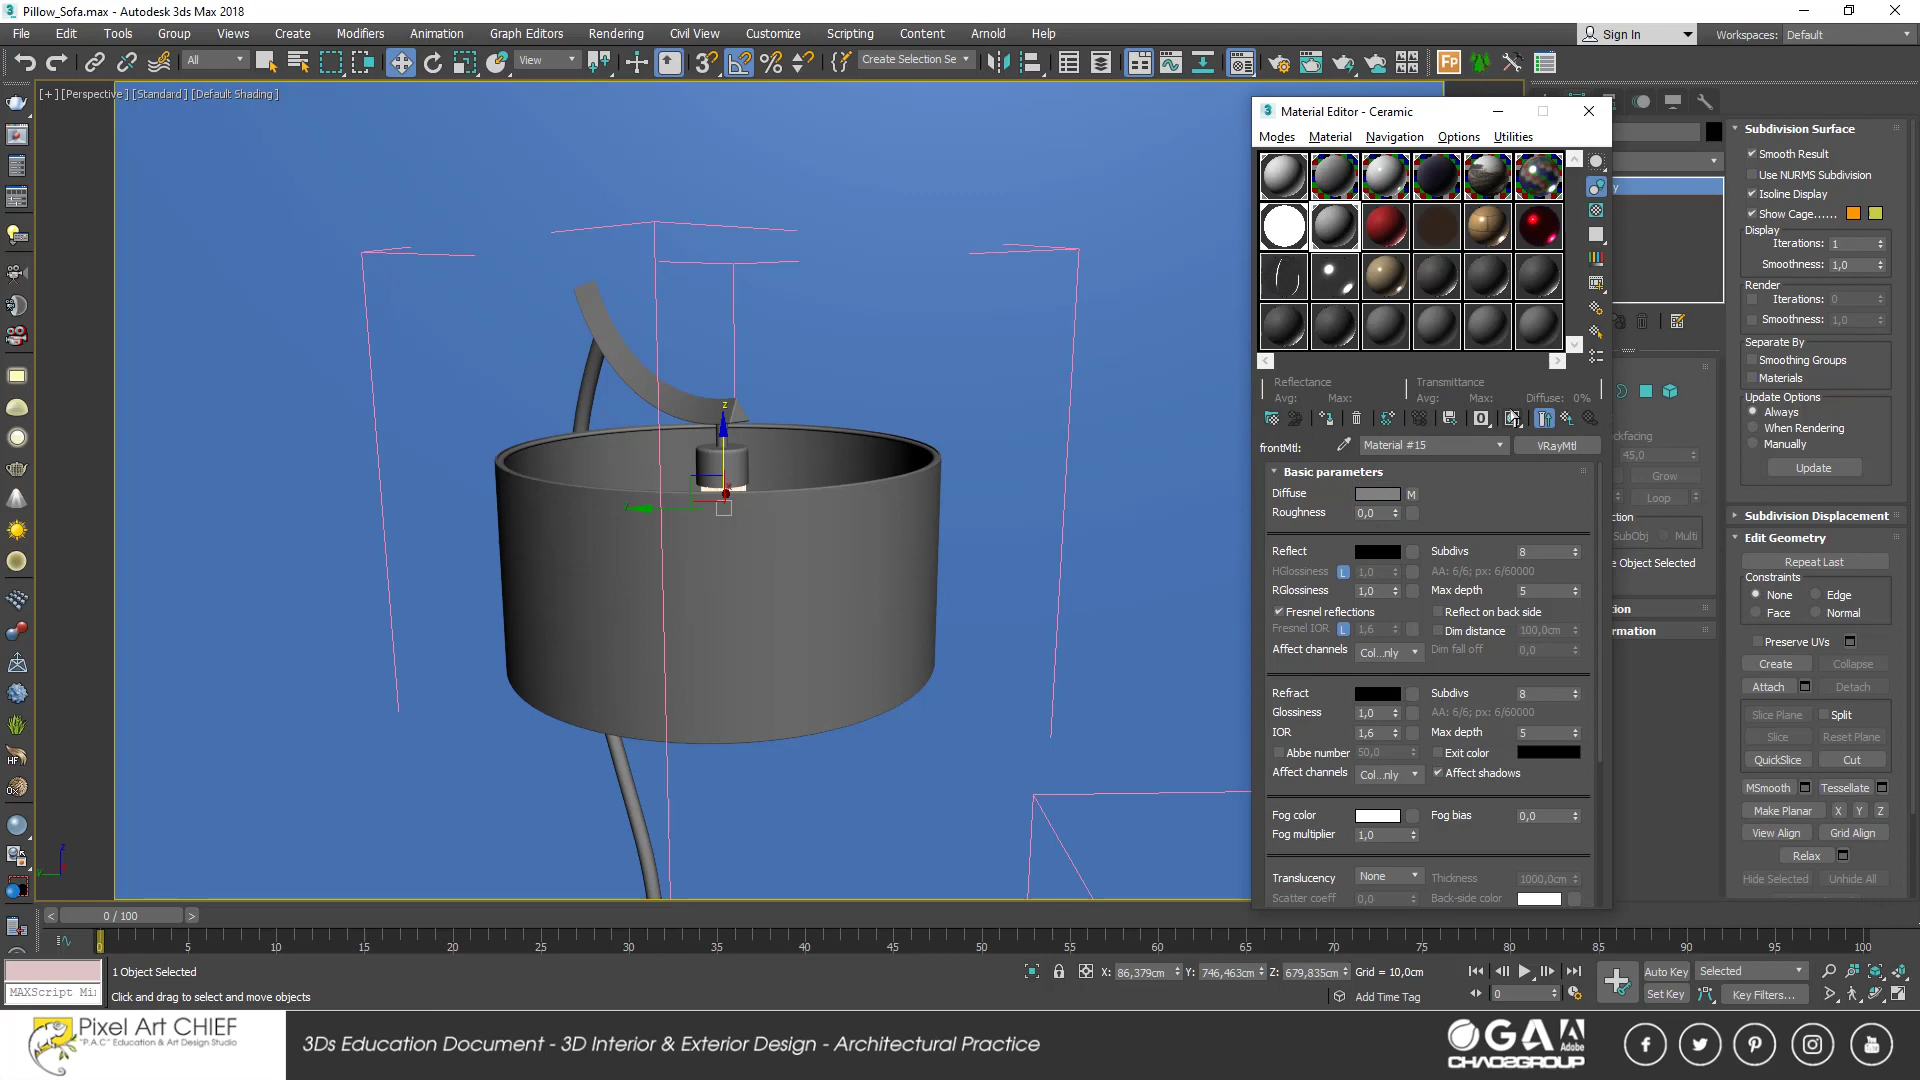 Pillow_Sofa.max - Autodesk 3ds Max 2018
File Edit Tools Group Views Create Modifiers Animation Graph Editors Rendering Civil View Customize Scripting Content Arnold Help
Sign In
Workspaces: Default
All
View
Create Selection Se
[+] [Perspective ] [Standard ] [Default Shading ]
Material Editor - Ceramic
Modes Material Navigation Options Utilities
Reflectance
Avg: Max:
Transmittance
Avg: Max:
Diffuse: 0%
frontMtl:
Material #15
VRayMtl
Basic parameters
Diffuse M
Roughness 0,0
Reflect Subdivs 8
HGlossiness L 1,0 AA: 6/6; px: 6/60000
RGlossiness 1,0 Max depth 5
Fresnel reflections Reflect on back side
Fresnel IOR L 1,6 Dim distance 100,0cm
Affect channels Col...nly Dim fall off 0,0
Refract Subdivs 8
Glossiness 1,0 AA: 6/6; px: 6/60000
IOR 1,6 Max depth 5
Abbe number 50,0 Exit color
Affect channels Col...nly Affect shadows
Fog color Fog bias 0,0
Fog multiplier 1,0
Translucency None Thickness 1000,0cm
Scatter coeff 0,0 Back-side color
kfacing
45,0
Grow
Loop
ction
SubObj Multi
e Object Selected
tion
ormation
Subdivision Surface
Smooth Result
Use NURMS Subdivision
Isoline Display
Show Cage......
Display
Iterations: 1
Smoothness: 1,0
Render
Iterations: 0
Smoothness: 1,0
Separate By
Smoothing Groups
Materials
Update Options
Always
When Rendering
Manually
Update
Subdivision Displacement
Edit Geometry
Repeat Last
Constraints
None Edge
Face Normal
Preserve UVs
Create Collapse
Attach Detach
Slice Plane Split
Slice Reset Plane
QuickSlice Cut
MSmooth Tessellate
Make Planar X Y Z
View Align Grid Align
Relax
Hide Selected Unhide All
0 / 100
0 5 10 15 20 25 30 35 40 45 50 55 60 65 70 75 80 85 90 95 100
1 Object Selected
X: 86,379cm Y: 746,463cm Z: 679,835cm Grid = 10,0cm
Auto Key Selected
MAXScript Mi
Click and drag to select and move objects
Add Time Tag
0
Set Key Key Filters...
Pixel Art CHIEF
"P.A.C" Education & Art Design Studio
3Ds Education Document - 3D Interior & Exterior Design - Architectural Practice
CHAOSGROUP
Adobe